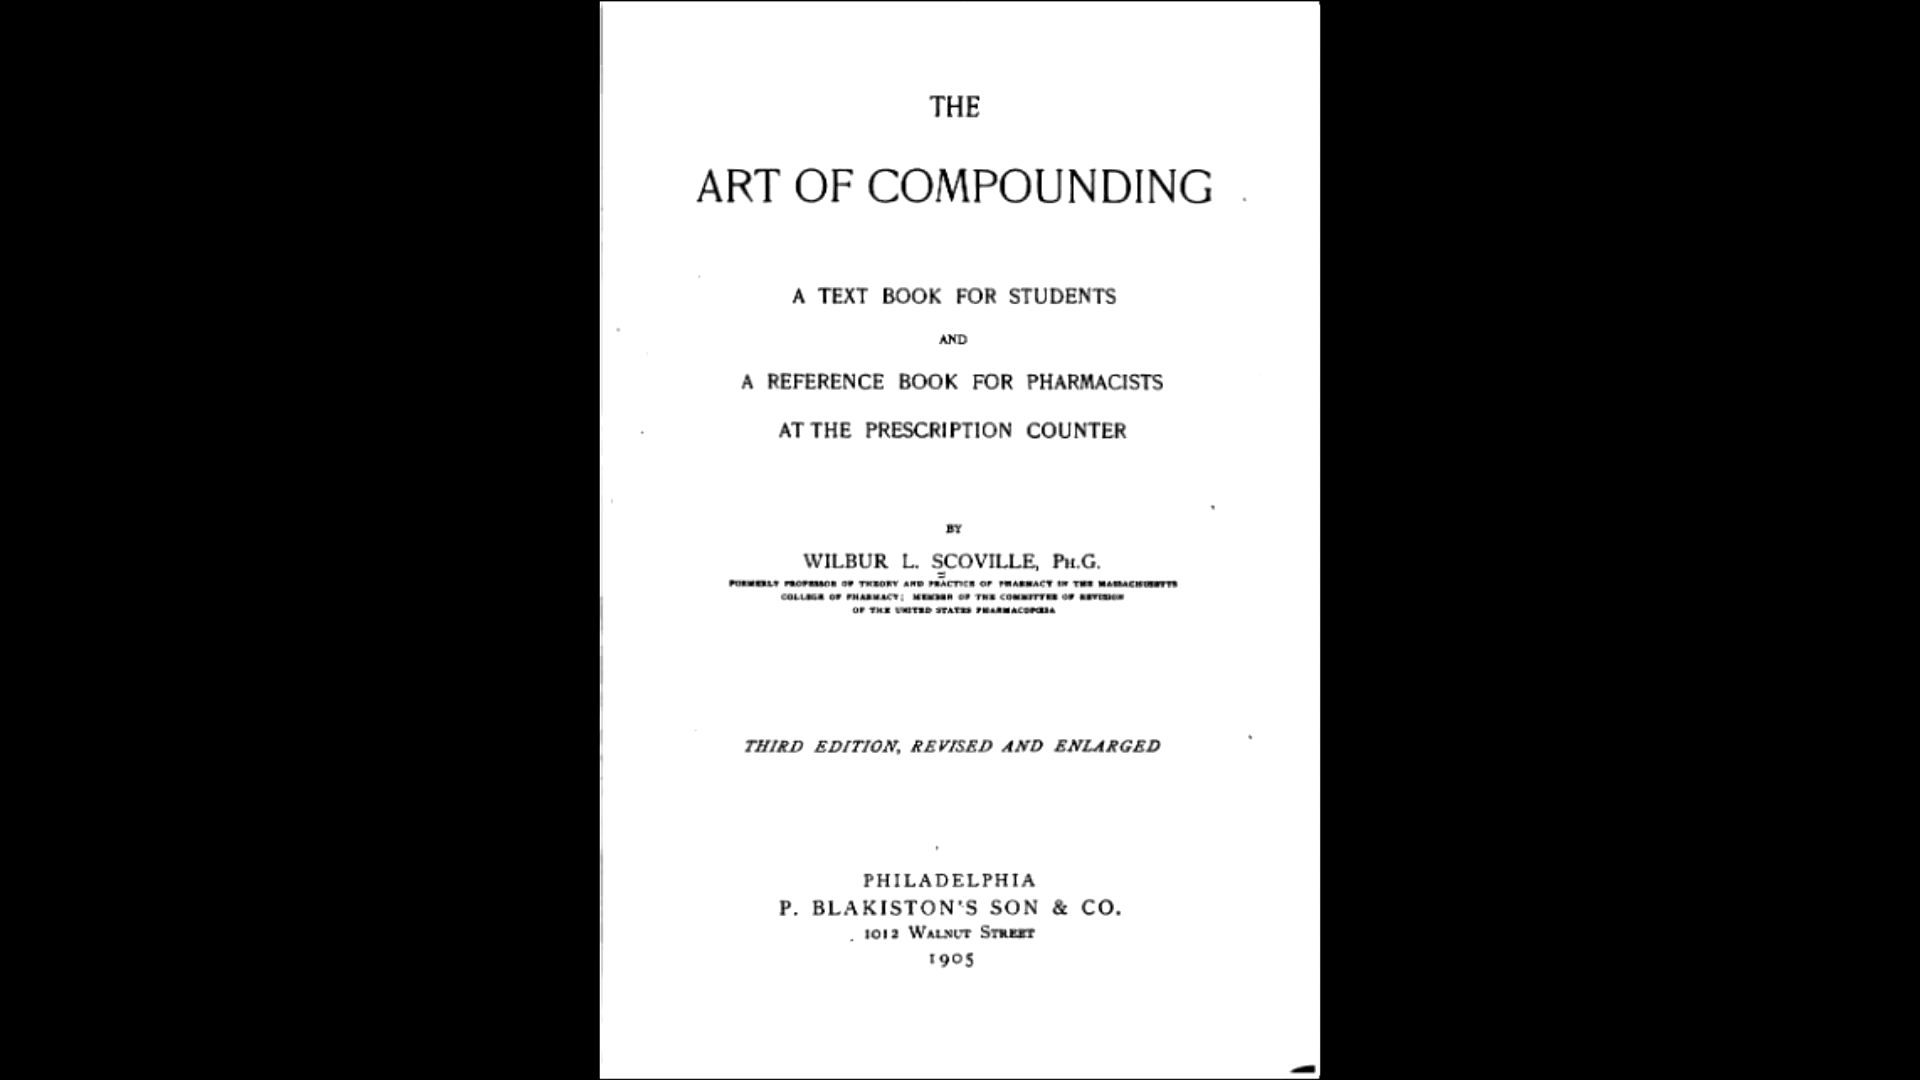 THE
ART OF COMPOUNDING
A TEXT BOOK FOR STUDENTS
AND
A REFERENCE BOOK FOR PHARMACISTS
AT THE PRESCRIPTION COUNTER
BY
WILBUR L. SCOVILLE, PH.G.
FORMERLY PROFESSOR OF THEORY AND PRACTICE OF PHARMACY IN THE MASSACHUSETTS
COLLEGE OF PHARMACY; MEMBER OF THE COMMITTEE OF REVISION
OF THE UNITED STATES PHARMACOPŒIA
THIRD EDITION, REVISED AND ENLARGED
PHILADELPHIA
P. BLAKISTON'S SON & CO.
1012 WALNUT STREET
1905